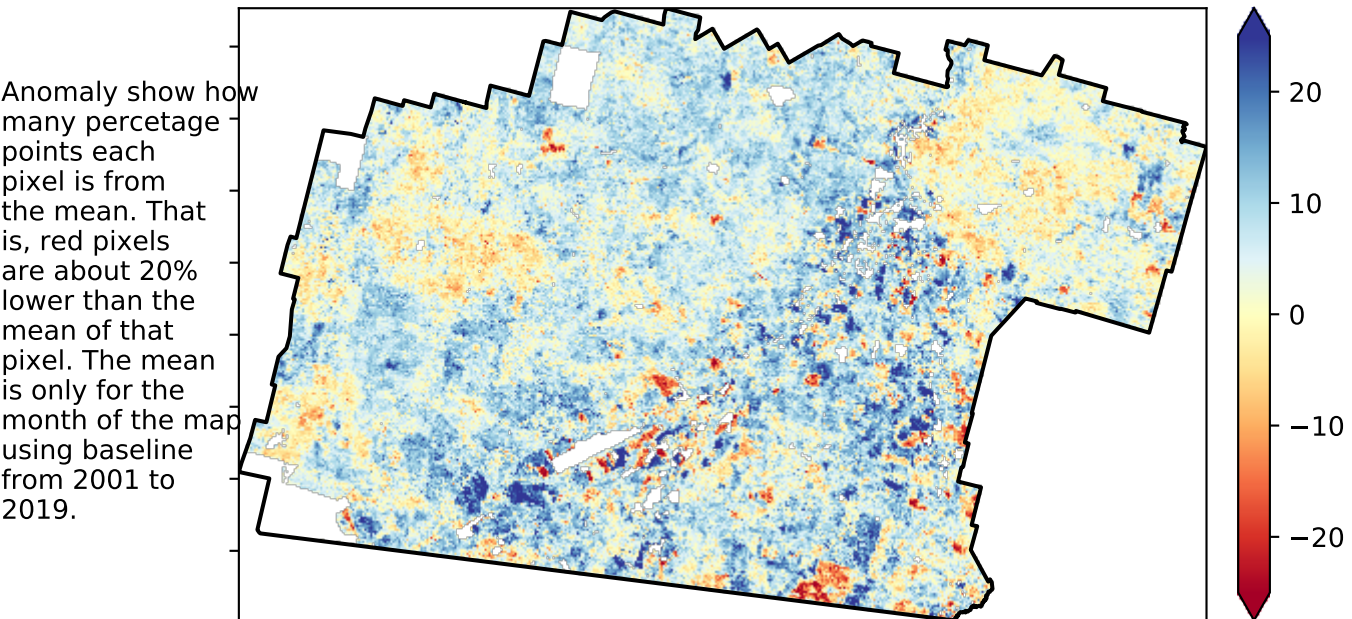 Anomaly show how
many percetage
points each
pixel is from
the mean. That
is, red pixels
are about 20%
lower than the
mean of that
pixel. The mean
is only for the
month of the map
using baseline
from 2001 to
2019.
20
10
0
−10
−20